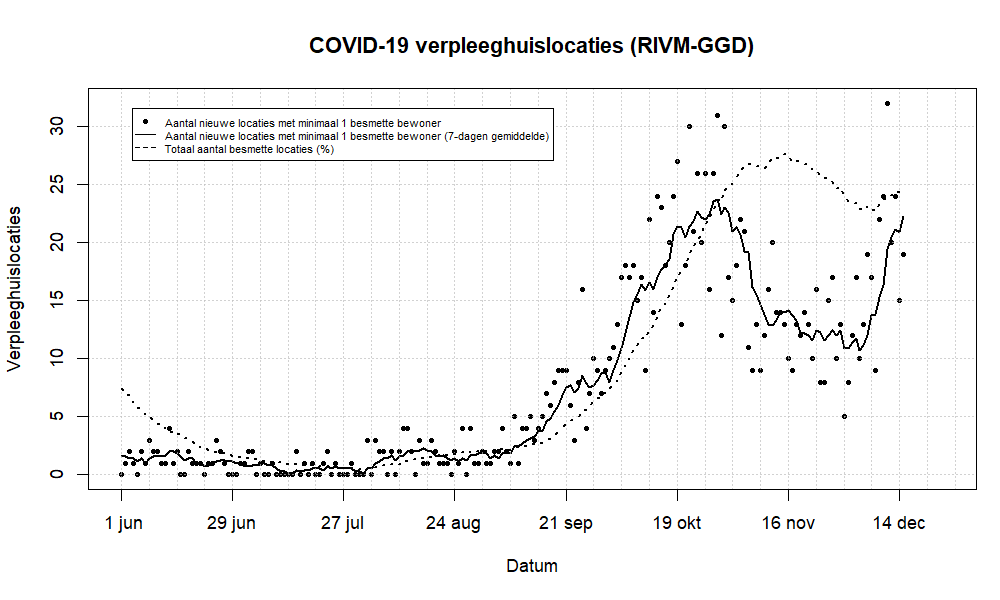 COVID-19 verpleeghuislocaties (RIVM-GGD)
Aantal nieuwe locaties met minimaal 1 besmette bewoner
Aantal nieuwe locaties met minimaal 1 besmette bewoner (7-dagen gemiddelde)
Totaal aantal besmette locaties (%)
Verpleeghuislocaties
30
25
20
15
10
5
0
1 jun 29 jun 27 jul 24 aug 21 sep 19 okt 16 nov 14 dec
Datum